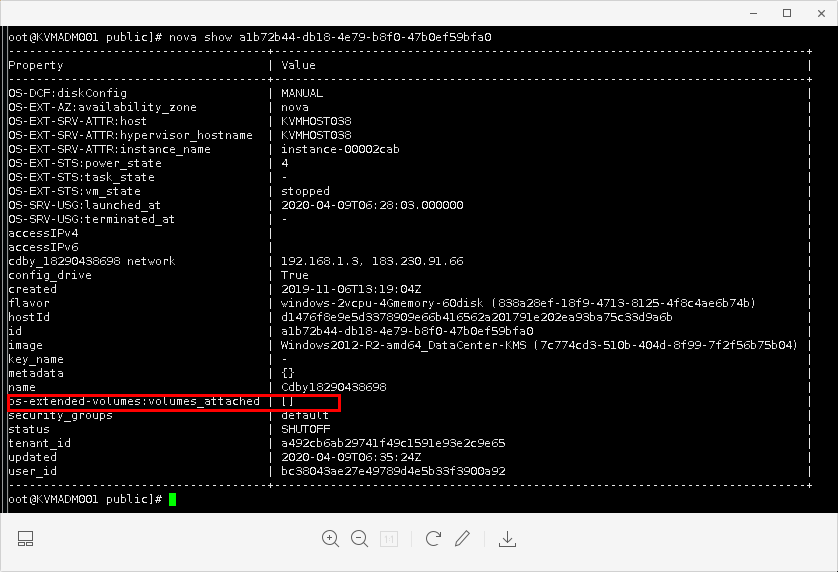 oot@KVMADM001 public]# nova show a1b72b44-db18-4e79-b8f0-47b0ef59bfa0
Property | Value |
OS-DCF:diskConfig | MANUAL |
OS-EXT-AZ:availability_zone | nova |
OS-EXT-SRV-ATTR:host | KVMHOST038 |
OS-EXT-SRV-ATTR:hypervisor_hostname | KVMHOST038 |
OS-EXT-SRV-ATTR:instance_name | instance-00002cab |
OS-EXT-STS:power_state | 4 |
OS-EXT-STS:task_state | - |
OS-EXT-STS:vm_state | stopped |
OS-SRV-USG:launched_at | 2020-04-09T06:28:03.000000 |
OS-SRV-USG:terminated_at | - |
accessIPv4 | |
accessIPv6 | |
cdby_18290438698 network | 192.168.1.3, 183.230.91.66 |
config_drive | True |
created | 2019-11-06T13:19:04Z |
flavor | windows-2vcpu-4Gmemory-60disk (838a28ef-18f9-4713-8125-4f8c4ae6b74b) |
hostId | d1476f8e9e5d3378909e66b416562a201791e202ea93ba75c33d9a6b |
id | a1b72b44-db18-4e79-b8f0-47b0ef59bfa0 |
image | Windows2012-R2-amd64_DataCenter-KMS (7c774cd3-510b-404d-8f99-7f2f56b75b04) |
key_name | - |
metadata | {} |
name | Cdby18290438698 |
os-extended-volumes:volumes_attached | [] |
security_groups | default |
status | SHUTOFF |
tenant_id | a492cb6ab29741f49c1591e93e2c9e65 |
updated | 2020-04-09T06:35:24Z |
user_id | bc38043ae27e49789d4e5b33f3900a92 |
oot@KVMADM001 public]#
1:1